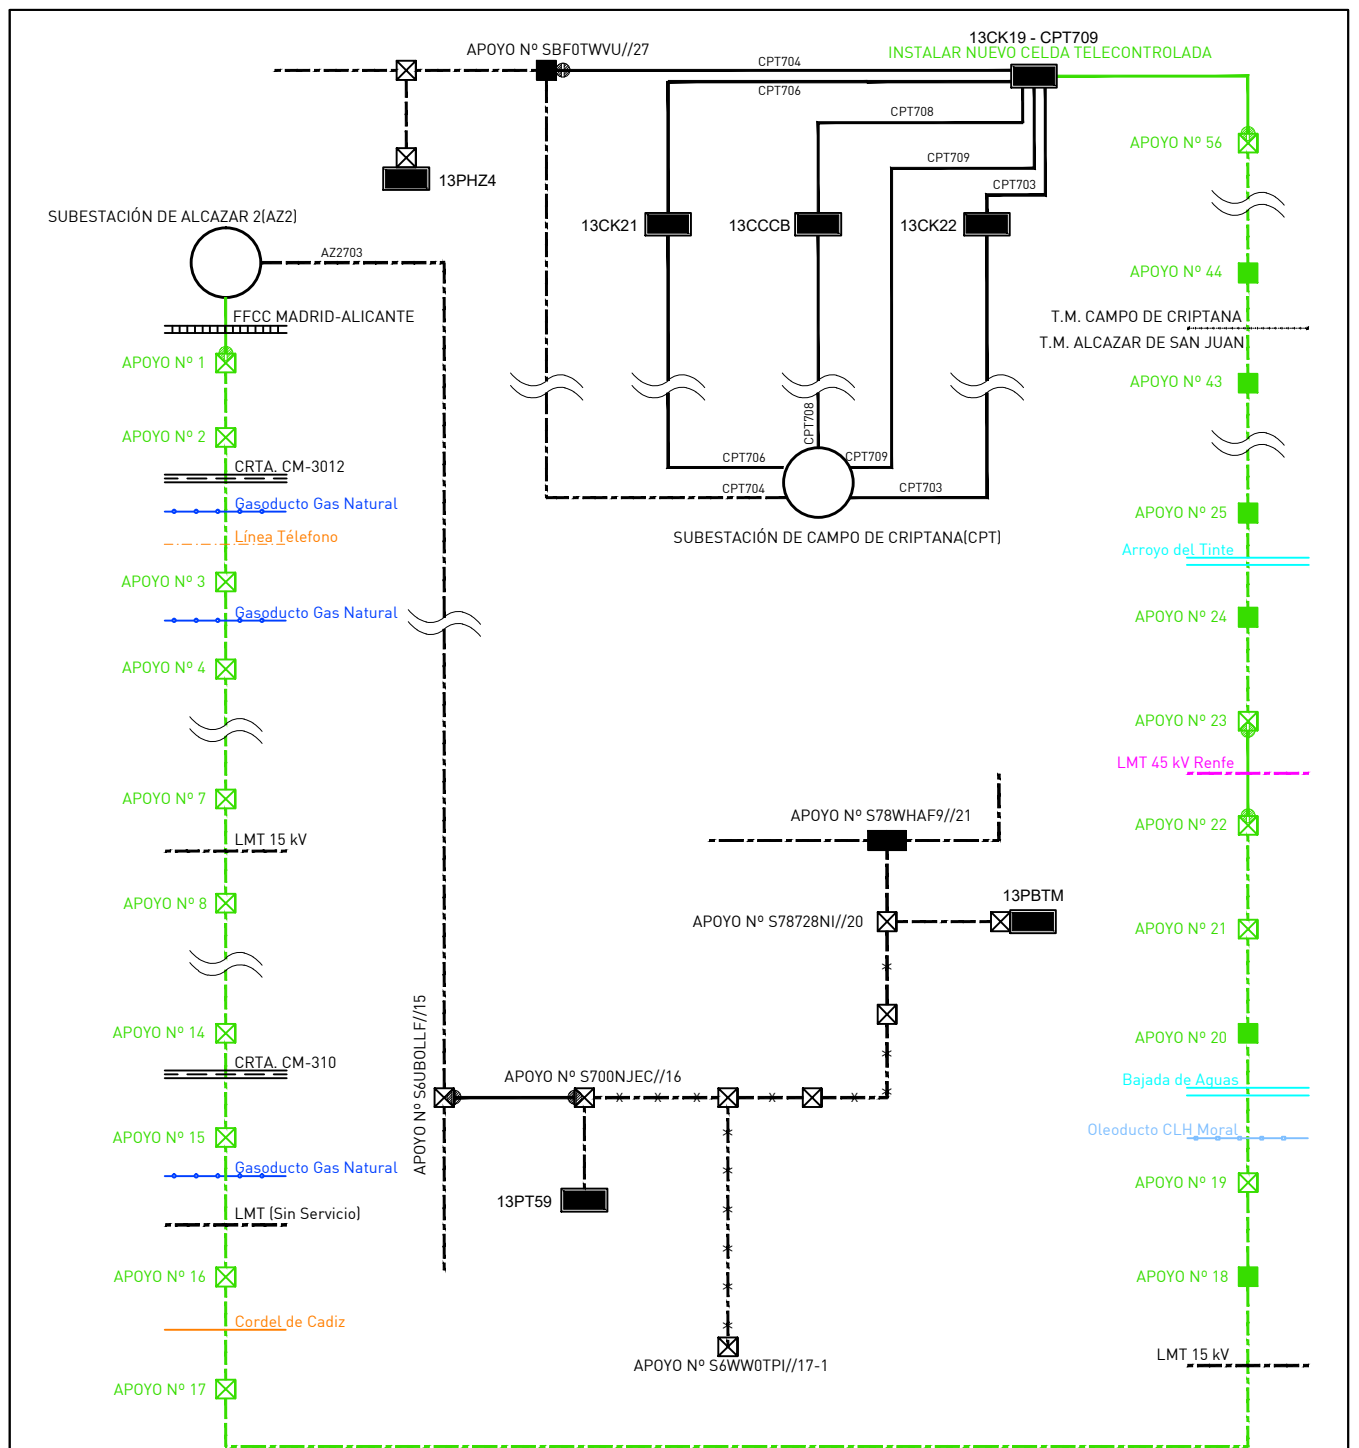 13CK19 - CPT709
INSTALAR NUEVO CELDA TELECONTROLADA
APOYO Nº SBF0TWVU//27
CPT704
CPT706
CPT708
CPT709
CPT703
13PHZ4
13CK21
13CCCB
13CK22
CPT708
CPT706
CPT709
CPT704
CPT703
SUBESTACIÓN DE CAMPO DE CRIPTANA(CPT)
SUBESTACIÓN DE ALCAZAR 2(AZ2)
AZ2703
FFCC MADRID-ALICANTE
APOYO Nº 1
APOYO Nº 2
CRTA. CM-3012
Gasoducto Gas Natural
Línea Télefono
APOYO Nº 3
Gasoducto Gas Natural
APOYO Nº 4
APOYO Nº 7
LMT 15 kV
APOYO Nº 8
APOYO Nº 14
CRTA. CM-310
APOYO Nº 15
Gasoducto Gas Natural
LMT (Sin Servicio)
APOYO Nº 16
Cordel de Cadiz
APOYO Nº 17
APOYO Nº S6UBOLLF//15
APOYO Nº S700NJEC//16
13PT59
APOYO Nº S78WHAF9//21
13PBTM
APOYO Nº S78728NI//20
APOYO Nº S6WW0TPI//17-1
APOYO Nº 56
APOYO Nº 44
T.M. CAMPO DE CRIPTANA
T.M. ALCAZAR DE SAN JUAN
APOYO Nº 43
APOYO Nº 25
Arroyo del Tinte
APOYO Nº 24
APOYO Nº 23
LMT 45 kV Renfe
APOYO Nº 22
APOYO Nº 21
APOYO Nº 20
Bajada de Aguas
Oleoducto CLH Moral
APOYO Nº 19
APOYO Nº 18
LMT 15 kV